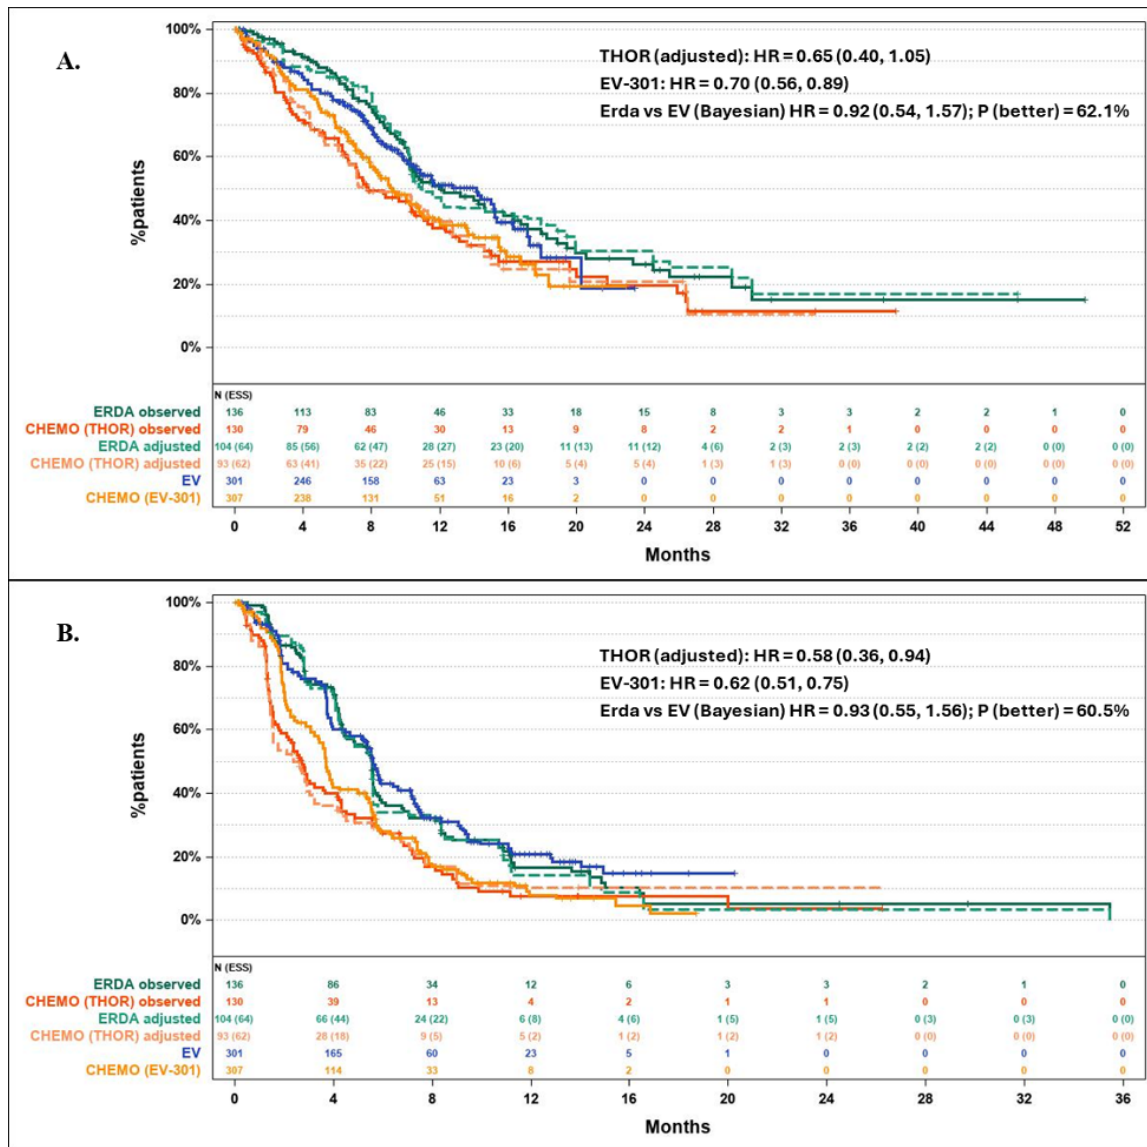 A.
100%
80%
60%
40%
20%
0%
%patients
THOR (adjusted): HR = 0.65 (0.40, 1.05)
EV-301: HR = 0.70 (0.56, 0.89)
Erda vs EV (Bayesian) HR = 0.92 (0.54, 1.57); P (better) = 62.1%
N (ESS)
ERDA observed 136 113 83 46 33 18 15 8 3 3 2 2 1 0
CHEMO (THOR) observed 130 79 46 30 13 9 8 2 2 1 0 0 0 0
ERDA adjusted 104 (64) 85 (56) 62 (47) 28 (27) 23 (20) 11 (13) 11 (12) 4 (6) 2 (3) 2 (3) 2 (2) 2 (2) 0 (0) 0 (0)
CHEMO (THOR) adjusted 93 (62) 63 (41) 35 (22) 25 (15) 10 (6) 5 (4) 5 (4) 1 (3) 1 (3) 0 (0) 0 (0) 0 (0) 0 (0) 0 (0)
EV 301 246 158 63 23 3 0 0 0 0 0 0 0 0
CHEMO (EV-301) 307 238 131 51 16 2 0 0 0 0 0 0 0 0
0 4 8 12 16 20 24 28 32 36 40 44 48 52
Months
B.
100%
80%
60%
40%
20%
0%
%patients
THOR (adjusted): HR = 0.58 (0.36, 0.94)
EV-301: HR = 0.62 (0.51, 0.75)
Erda vs EV (Bayesian) HR = 0.93 (0.55, 1.56); P (better) = 60.5%
N (ESS)
ERDA observed 136 86 34 12 6 3 3 2 1 0
CHEMO (THOR) observed 130 39 13 4 2 1 1 0 0 0
ERDA adjusted 104 (64) 66 (44) 24 (22) 6 (8) 4 (6) 1 (5) 1 (5) 0 (3) 0 (3) 0 (0)
CHEMO (THOR) adjusted 93 (62) 28 (18) 9 (5) 5 (2) 1 (2) 1 (2) 1 (2) 0 (0) 0 (0) 0 (0)
EV 301 165 60 23 5 1 0 0 0 0
CHEMO (EV-301) 307 114 33 8 2 0 0 0 0 0
0 4 8 12 16 20 24 28 32 36
Months